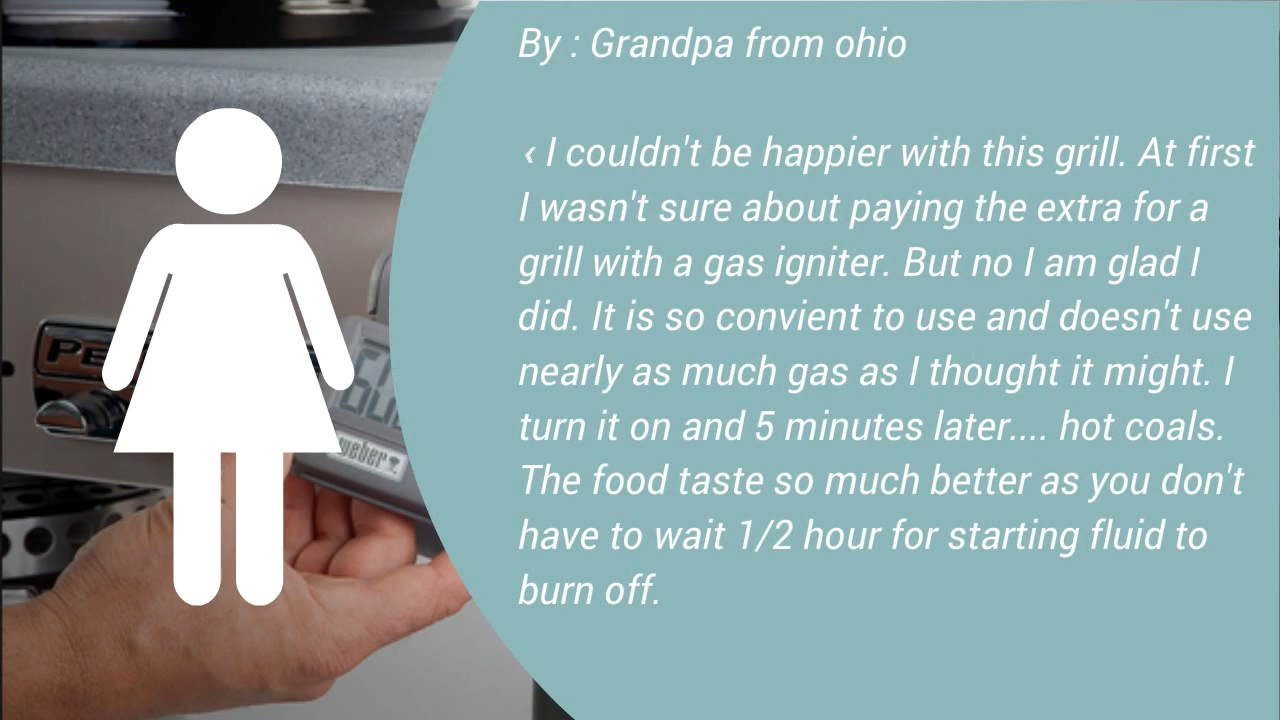 By : Grandpa from ohio
‹ I couldn't be happier with this grill. At first
I wasn't sure about paying the extra for a
grill with a gas igniter. But no I am glad I
did. It is so convient to use and doesn't use
nearly as much gas as I thought it might. I
turn it on and 5 minutes later.... hot coals.
The food taste so much better as you don't
have to wait 1/2 hour for starting fluid to
burn off.
weber